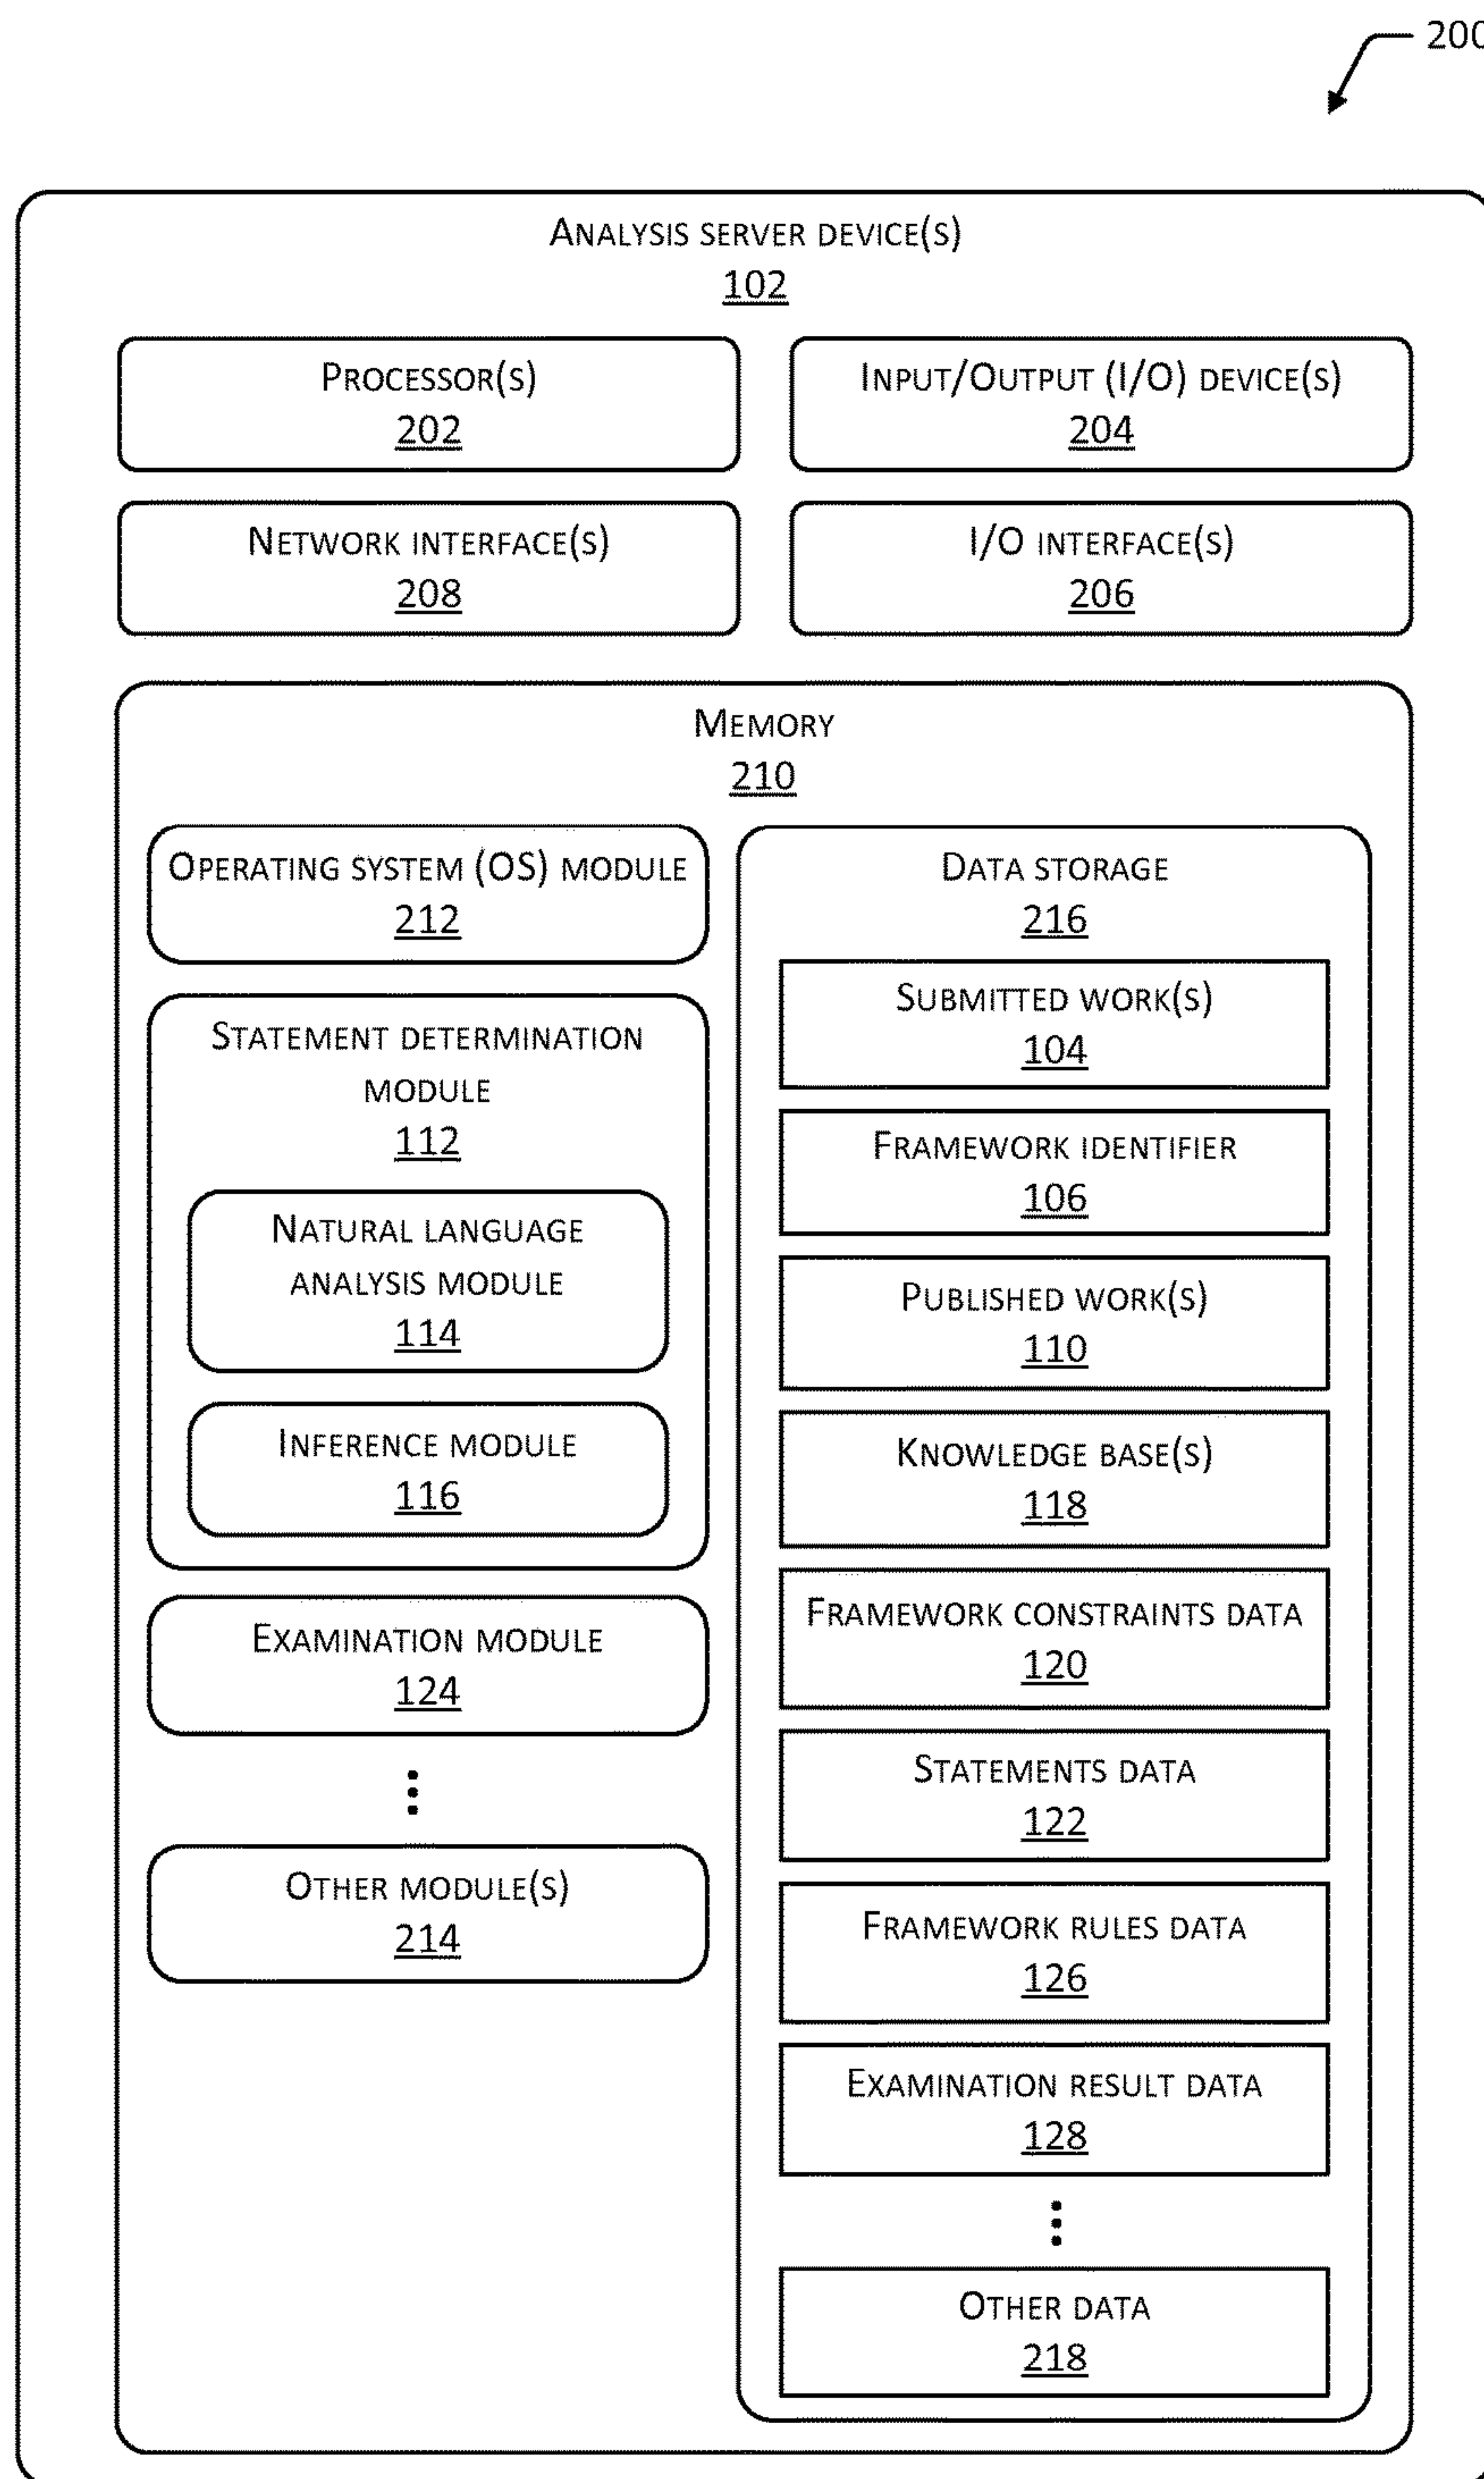 200
Analysis server device(s)
102
Processor(s)
202
Input/Output (I/O) device(s)
204
Network interface(s)
208
I/O interface(s)
206
Memory
210
Operating system (OS) module
212
Statement determination
module
112
Natural language
analysis module
114
Inference module
116
Examination module
124
Other module(s)
214
Data storage
216
Submitted work(s)
104
Framework identifier
106
Published work(s)
110
Knowledge base(s)
118
Framework constraints data
120
Statements data
122
Framework rules data
126
Examination result data
128
Other data
218